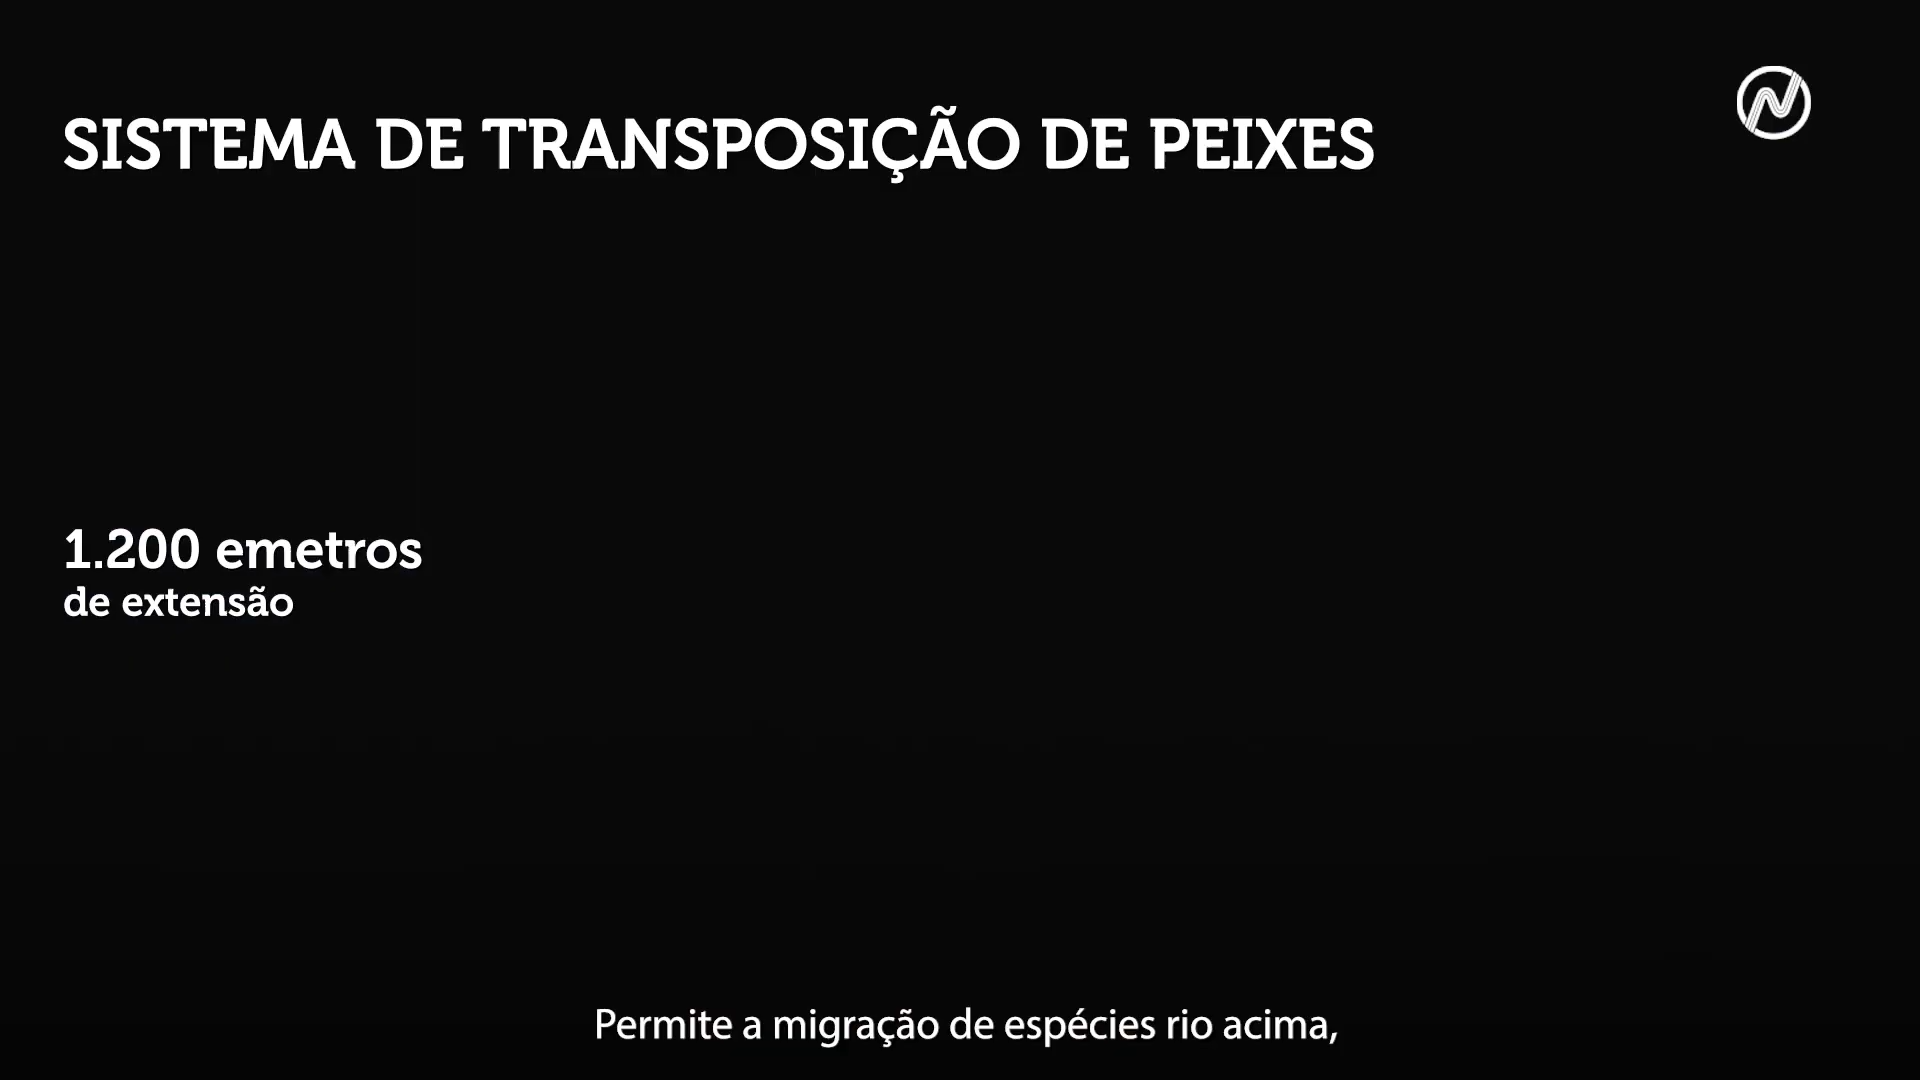 SISTEMA DE TRANSPOSIÇÃO DE PEIXES
1.200 emetros
de extensão
Permite a migração de espécies rio acima,